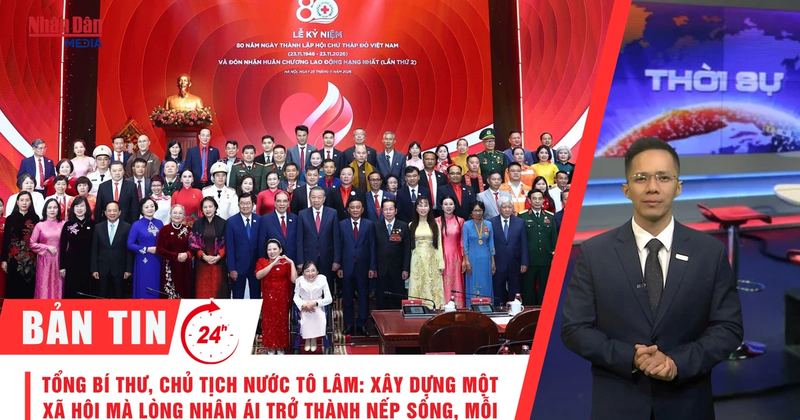 Nhân Dân
MEDIA
80
LỄ KỶ NIỆM
80 NĂM NGÀY THÀNH LẬP HỘI CHỮ THẬP ĐỎ VIỆT NAM
(23.11.1946 - 23.11.2026)
VÀ ĐÓN NHẬN HUÂN CHƯƠNG LAO ĐỘNG HẠNG NHẤT (LẦN THỨ 2)
THỜI SỰ
BẢN TIN
24h
TỔNG BÍ THƯ, CHỦ TỊCH NƯỚC TÔ LÂM: XÂY DỰNG MỘT
XÃ HỘI MÀ LÒNG NHÂN ÁI TRỞ THÀNH NẾP SỐNG, MỖI